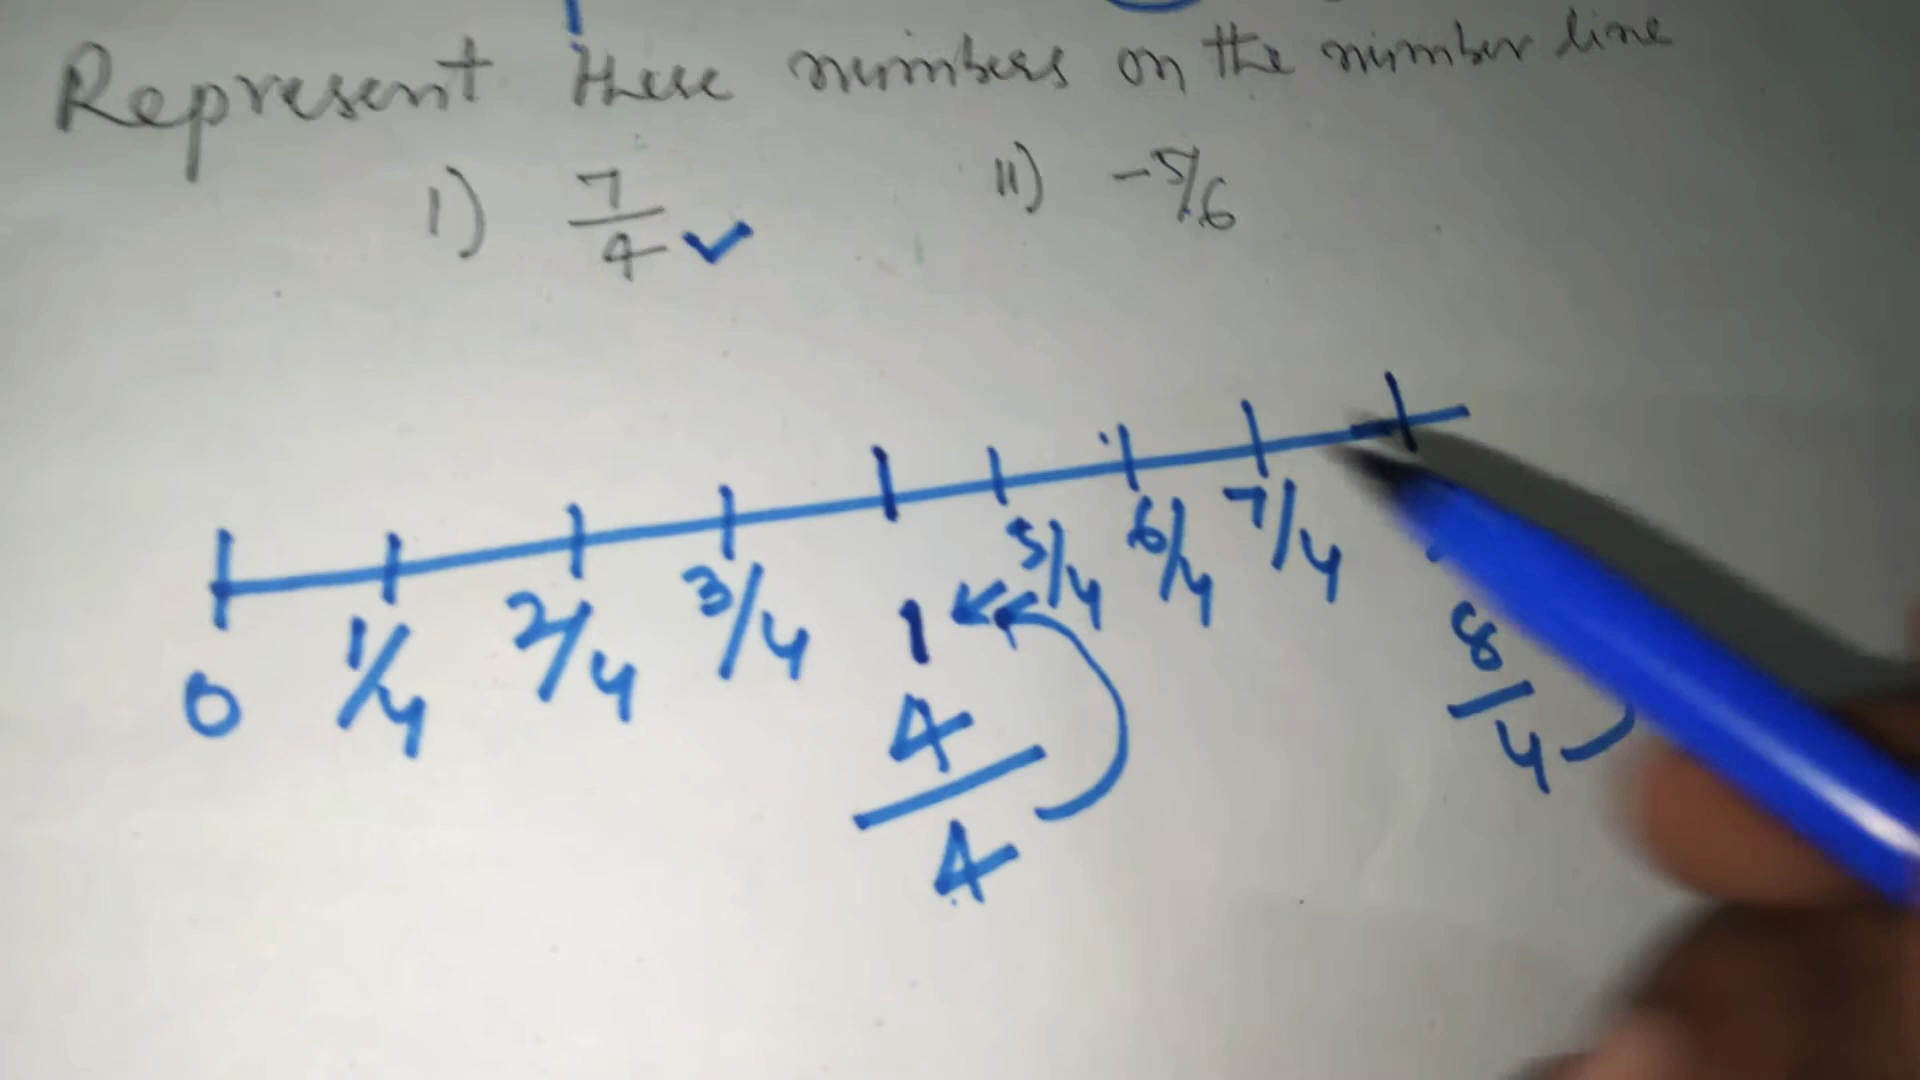 Represent these numbers on the number line
I) 7/4 II) -5/6
0 1/4 2/4 3/4 1 5/4 6/4 7/4
4/4 8/4